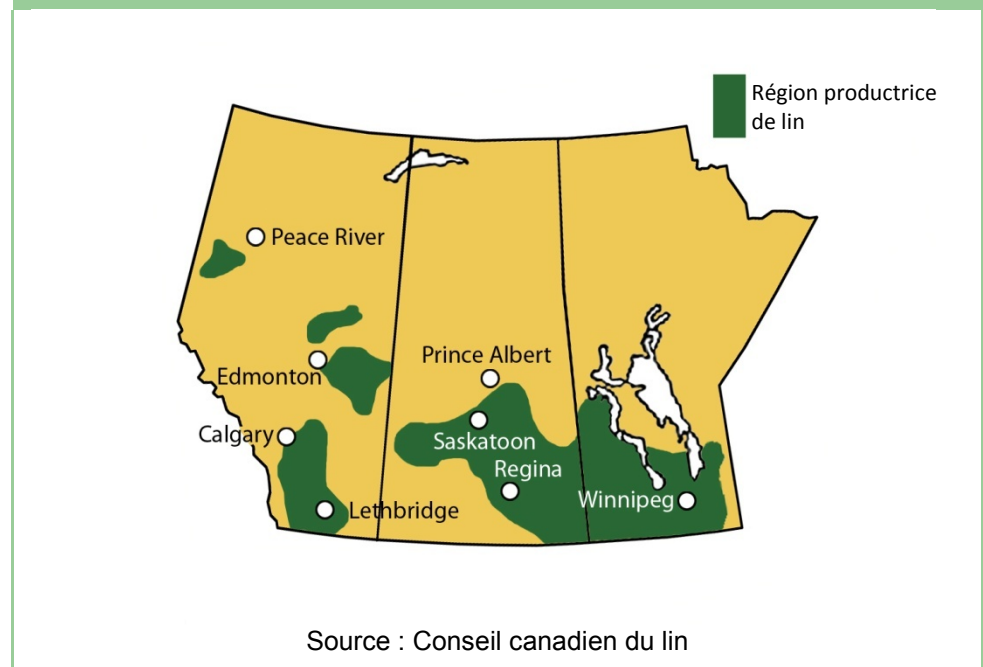 Région productrice
de lin
Peace River
Prince Albert
Edmonton
Calgary
Saskatoon
Regina
Winnipeg
Lethbridge
Source : Conseil canadien du lin